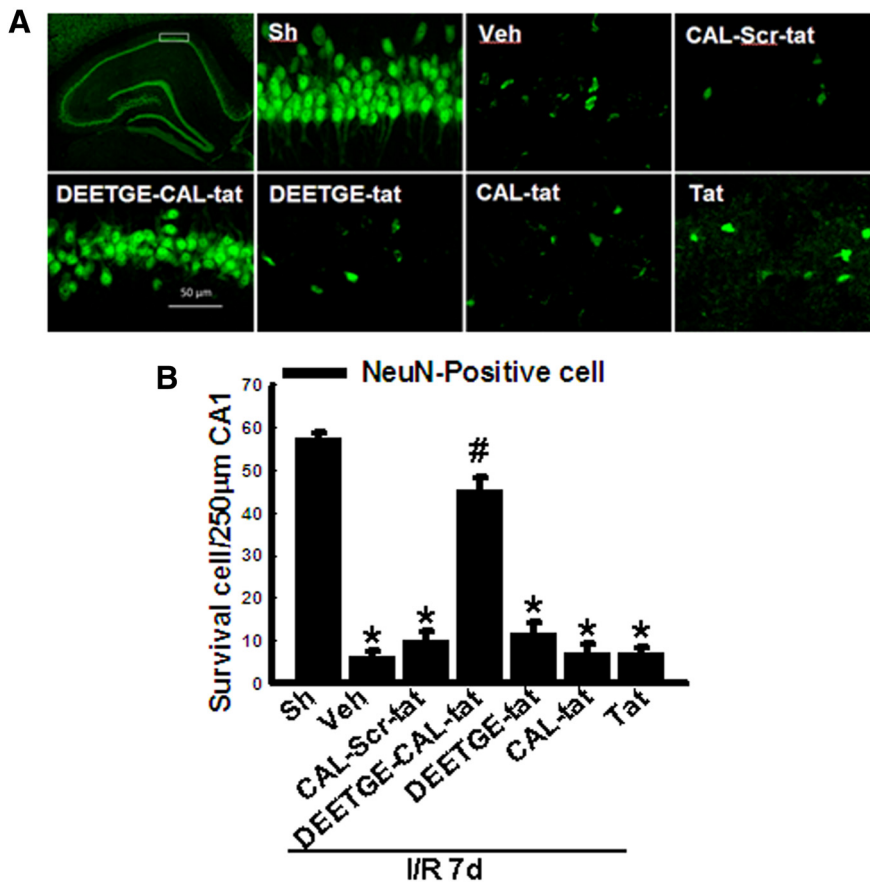 A
Sh
Veh
CAL-Scr-tat
DEETGE-CAL-tat
DEETGE-tat
CAL-tat
Tat
50 µm
B
NeuN-Positive cell
Survival cell/250µm CA1
70
60
50
40
30
20
10
0
*
*
#
*
*
*
Sh
Veh
CAL-Scr-tat
DEETGE-CAL-tat
DEETGE-tat
CAL-tat
Tat
I/R 7d